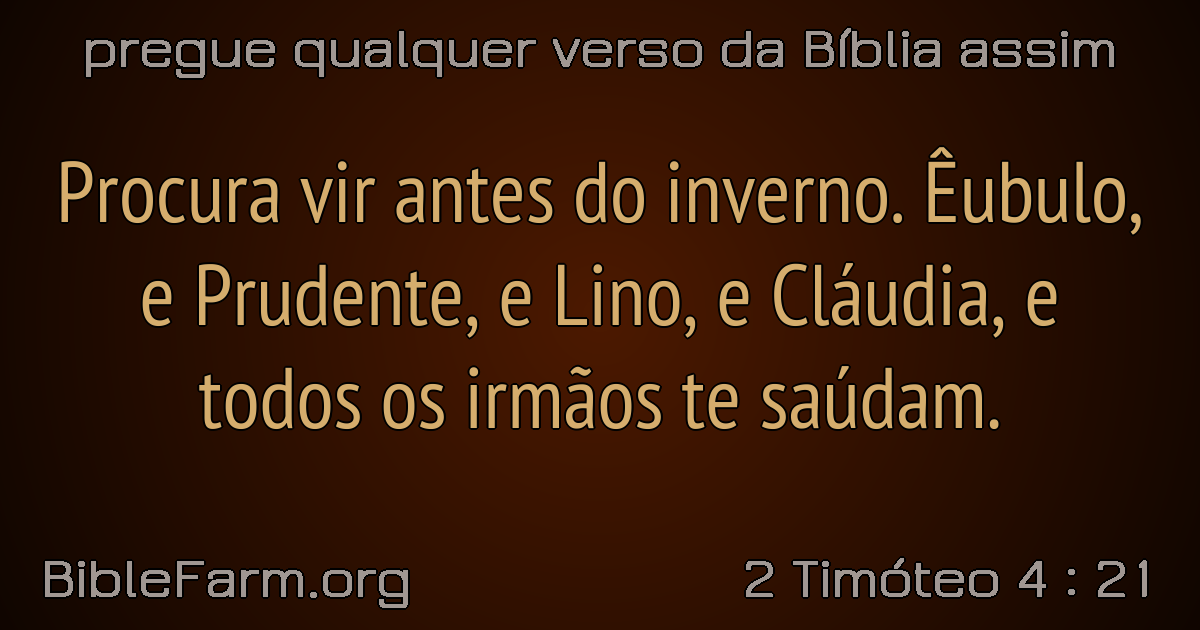 pregue qualquer verso da Bíblia assim
Procura vir antes do inverno. Êubulo,
e Prudente, e Lino, e Cláudia, e
todos os irmãos te saúdam.
BibleFarm.org
2 Timóteo 4 : 21